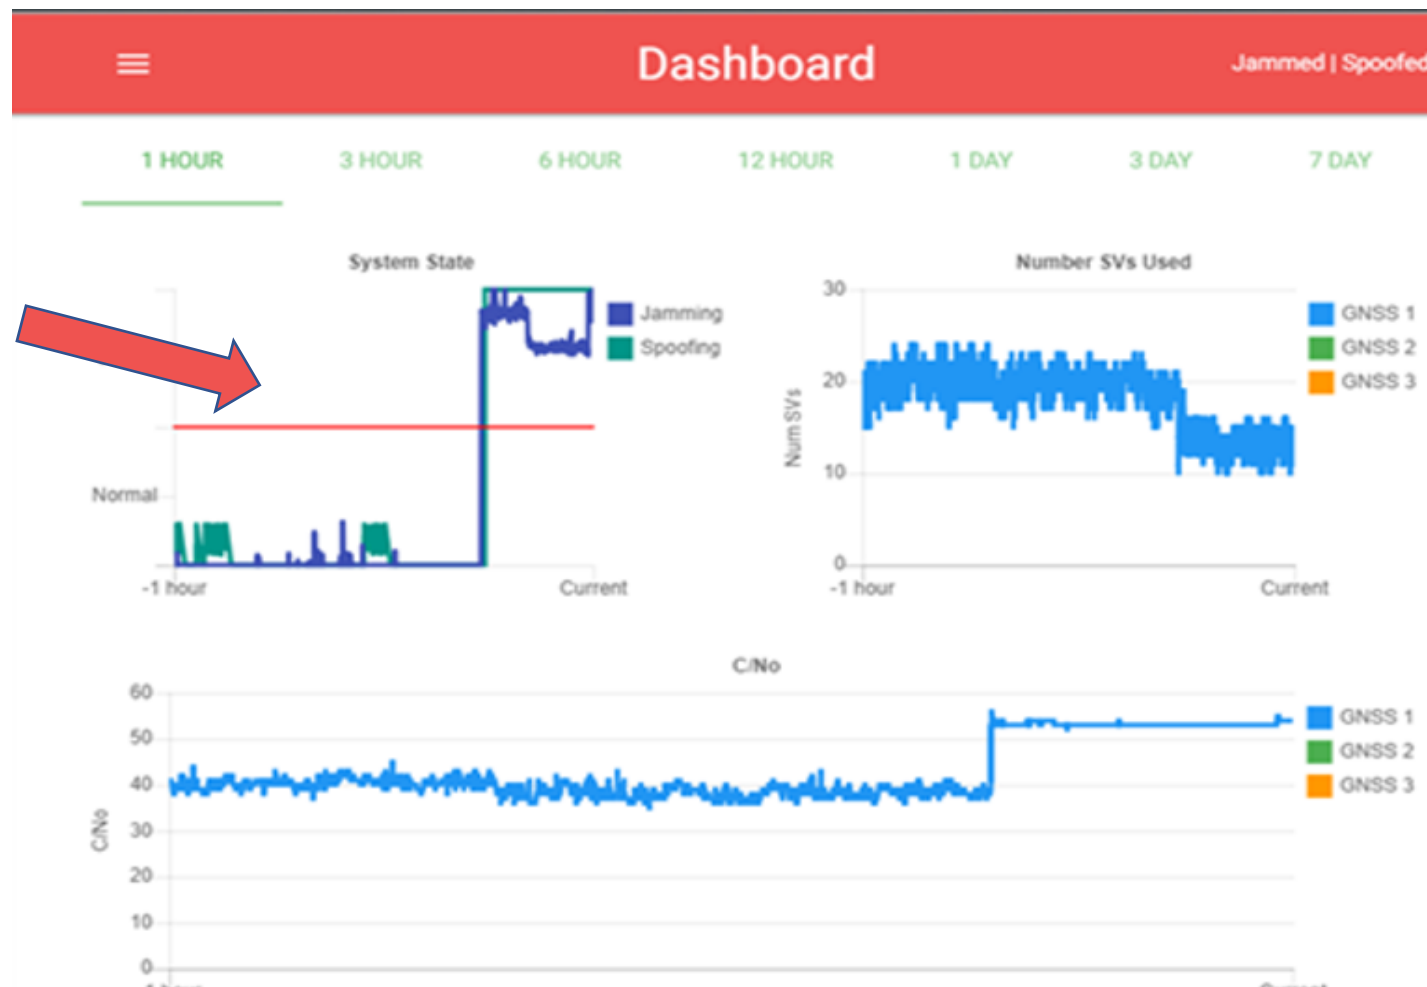 Dashboard
Jammed | Spoofed
1 HOUR 3 HOUR 6 HOUR 12 HOUR 1 DAY 3 DAY 7 DAY
System State
Jamming
Spoofing
Normal
-1 hour Current
Number SVs Used
30
20
10
0
Num SVs
GNSS 1
GNSS 2
GNSS 3
-1 hour Current
C/No
60
50
40
30
20
10
0
C/No
GNSS 1
GNSS 2
GNSS 3